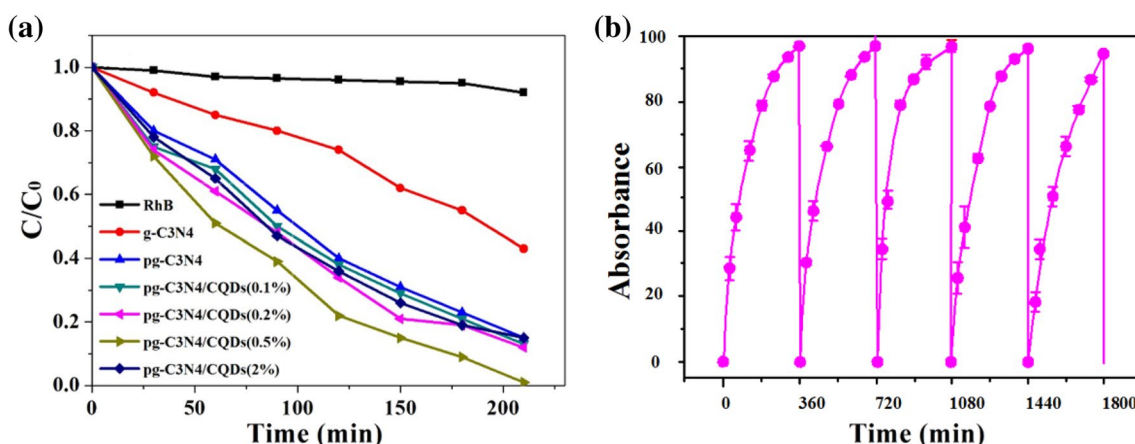 (a)
C/C0
1.0
0.8
0.6
0.4
0.2
0.0
RhB
g-C3N4
pg-C3N4
pg-C3N4/CQDs(0.1%)
pg-C3N4/CQDs(0.2%)
pg-C3N4/CQDs(0.5%)
pg-C3N4/CQDs(2%)
0 50 100 150 200
Time (min)
(b)
Absorbance
100
80
60
40
20
0
0 360 720 1080 1440 1800
Time (min)